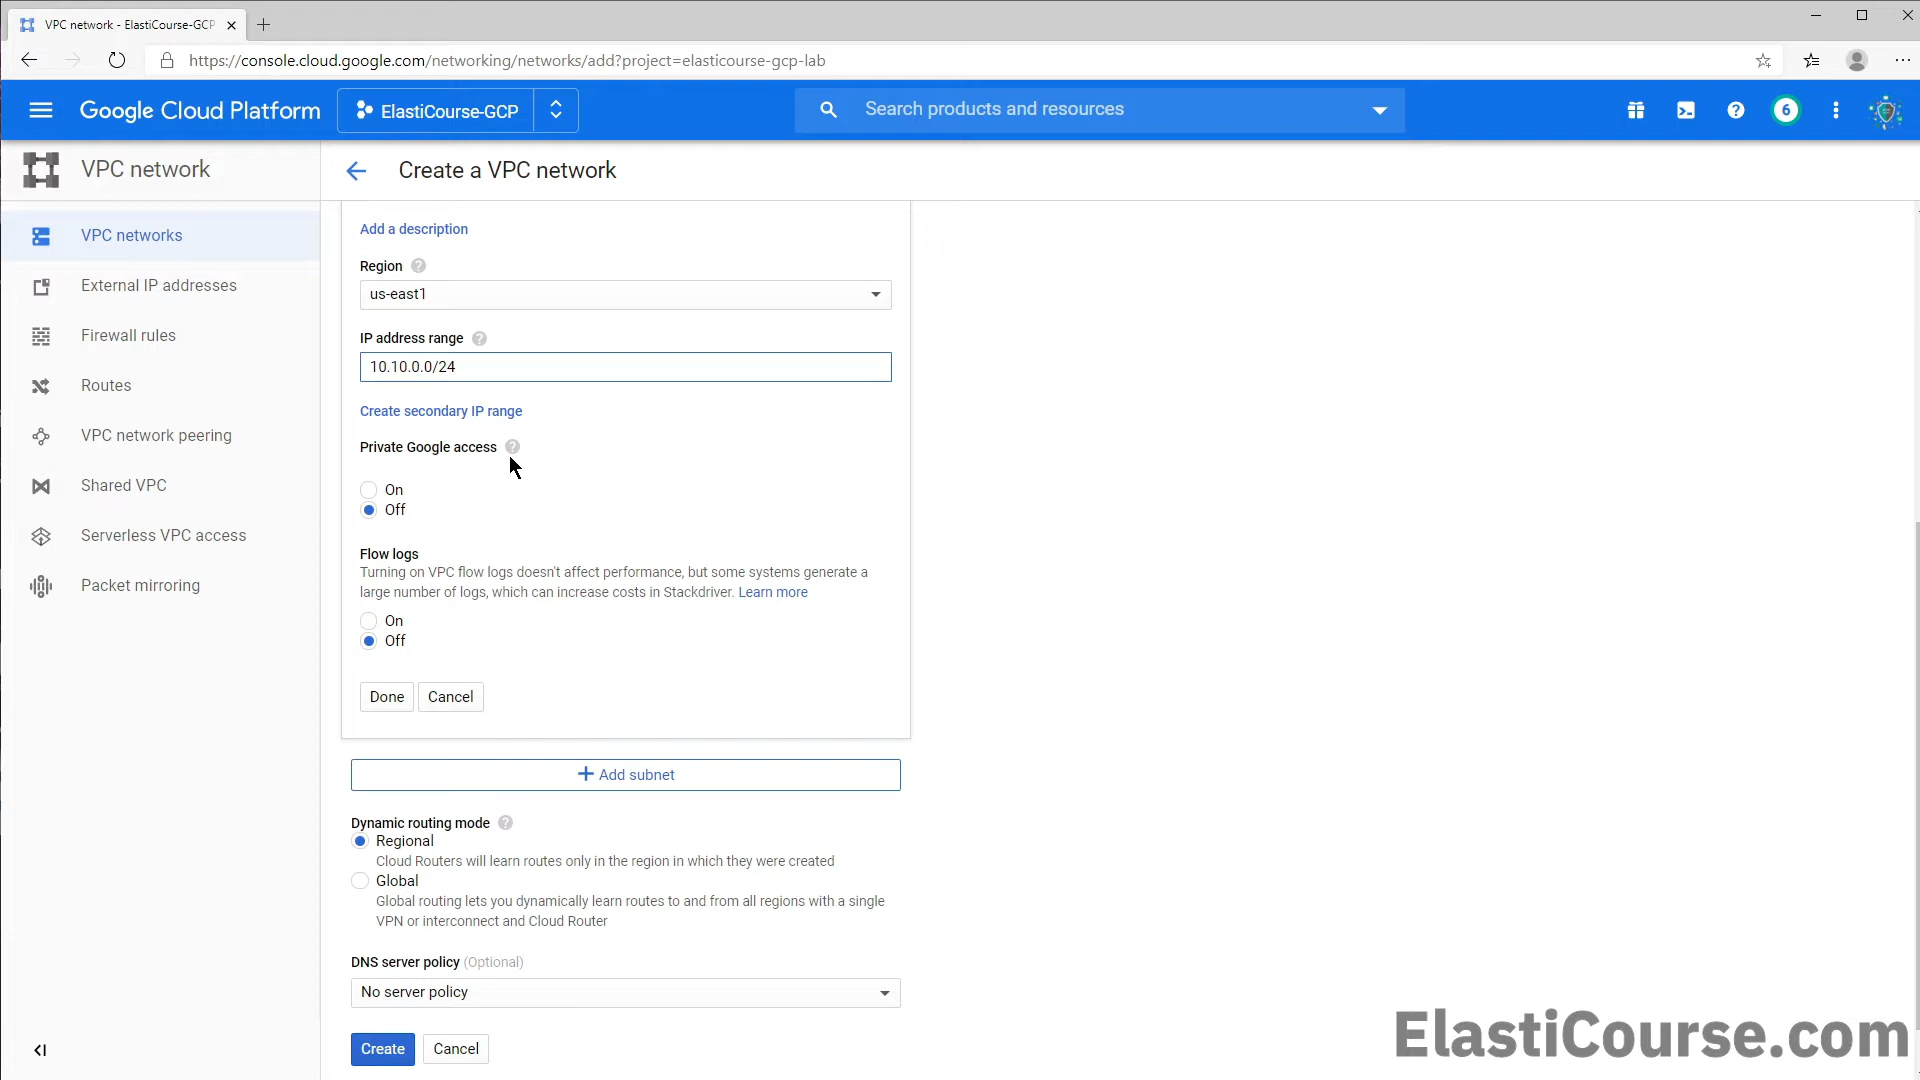 VPC network - ElastiCourse-GCP
https://console.cloud.google.com/networking/networks/add?project=elasticourse-gcp-lab
Google Cloud Platform
ElastiCourse-GCP
Search products and resources
6
VPC network
Create a VPC network
VPC networks
External IP addresses
Firewall rules
Routes
VPC network peering
Shared VPC
Serverless VPC access
Packet mirroring
Add a description
Region
us-east1
IP address range
10.10.0.0/24
Create secondary IP range
Private Google access
On
Off
Flow logs
Turning on VPC flow logs doesn't affect performance, but some systems generate a
large number of logs, which can increase costs in Stackdriver. Learn more
On
Off
Done
Cancel
Add subnet
Dynamic routing mode
Regional
Cloud Routers will learn routes only in the region in which they were created
Global
Global routing lets you dynamically learn routes to and from all regions with a single
VPN or interconnect and Cloud Router
DNS server policy (Optional)
No server policy
Create
Cancel
ElastiCourse.com